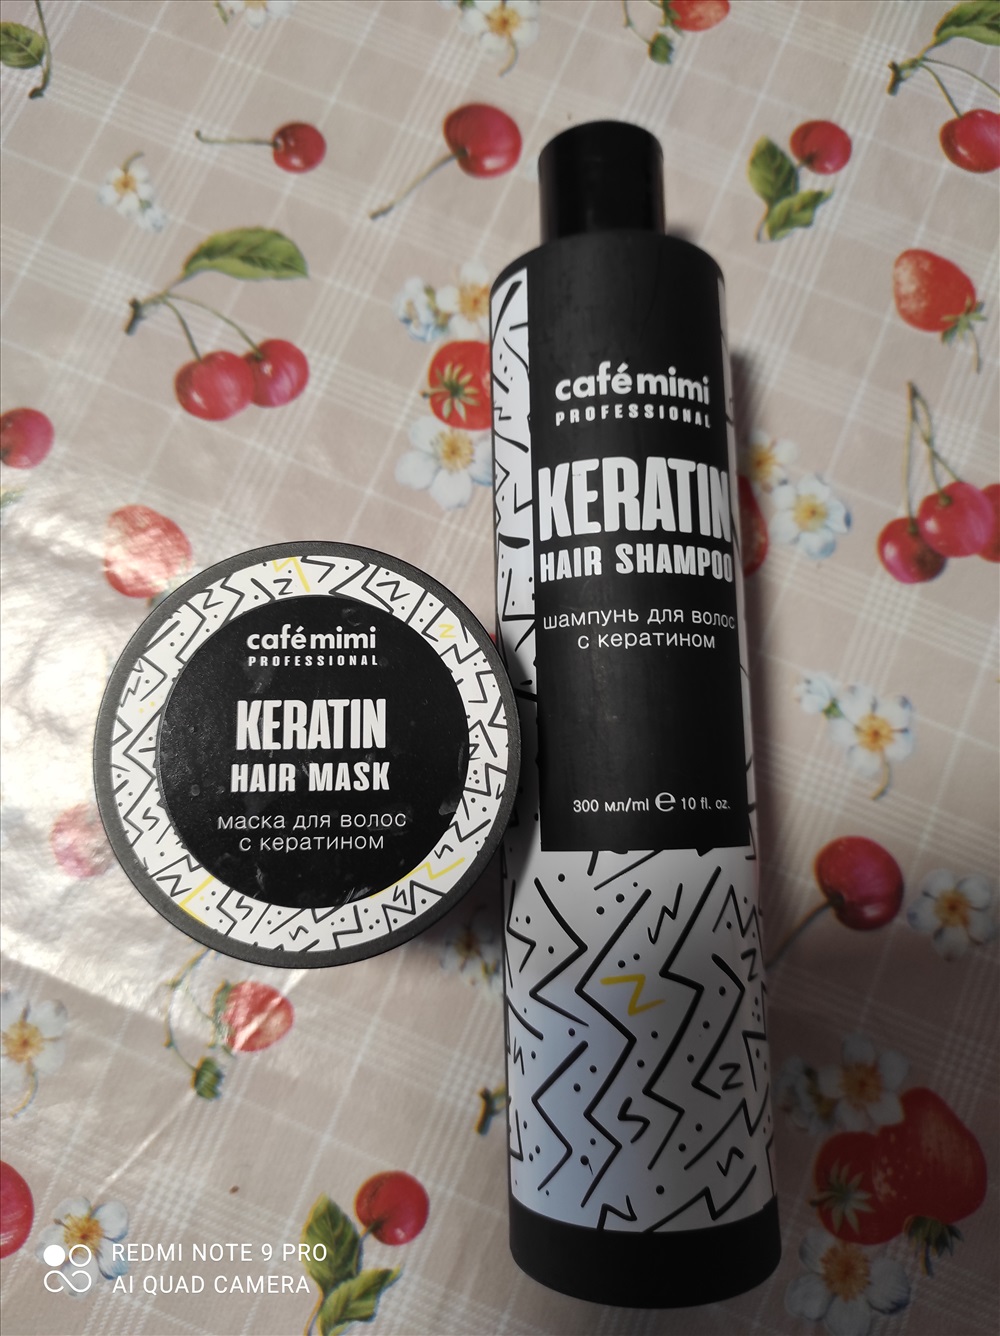 café mimi
PROFESSIONAL
KERATIN
HAIR SHAMPOO
шампунь для волос
с кератином
300 мл/ml ℮ 10 fl. oz.
café mimi
PROFESSIONAL
KERATIN
HAIR MASK
маска для волос
с кератином
REDMI NOTE 9 PRO
AI QUAD CAMERA